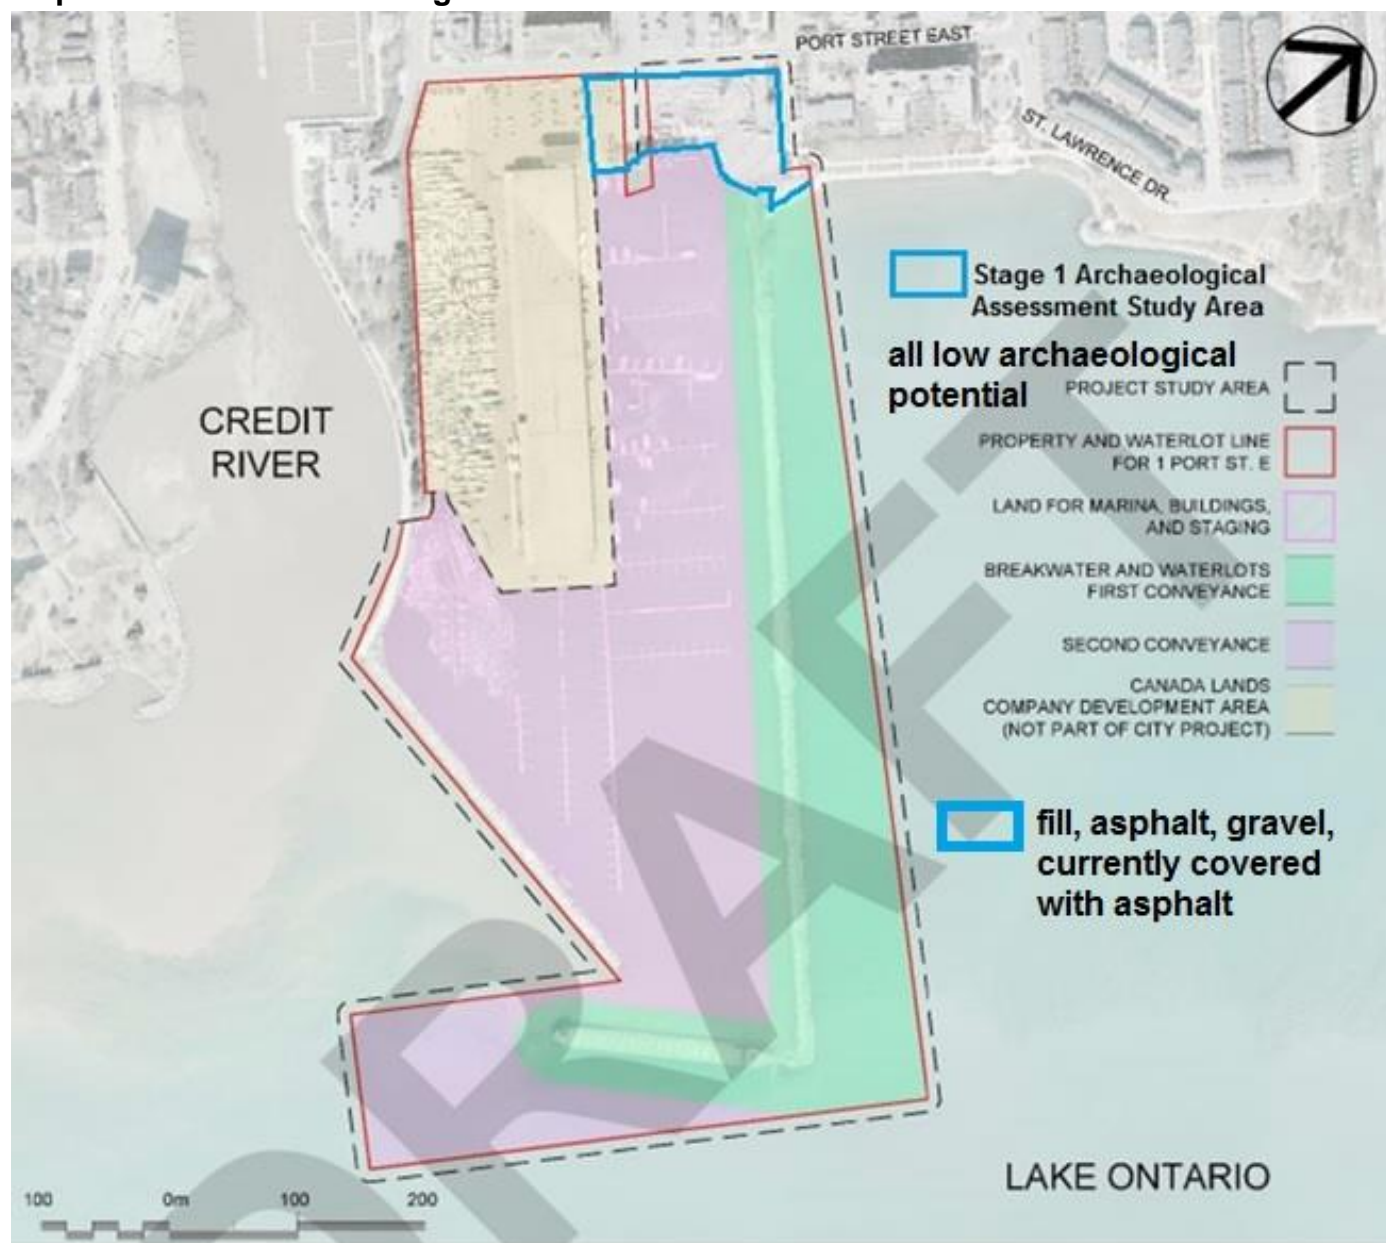 PORT STREET EAST
ST. LAWRENCE DR.
CREDIT
RIVER
Stage 1 Archaeological
Assessment Study Area
all low archaeological
potential
PROJECT STUDY AREA
PROPERTY AND WATERLOT LINE
FOR 1 PORT ST. E
LAND FOR MARINA, BUILDINGS,
AND STAGING
BREAKWATER AND WATERLOTS
FIRST CONVEYANCE
SECOND CONVEYANCE
CANADA LANDS
COMPANY DEVELOPMENT AREA
(NOT PART OF CITY PROJECT)
fill, asphalt, gravel,
currently covered
with asphalt
DRAFT
LAKE ONTARIO
100 0m 100 200